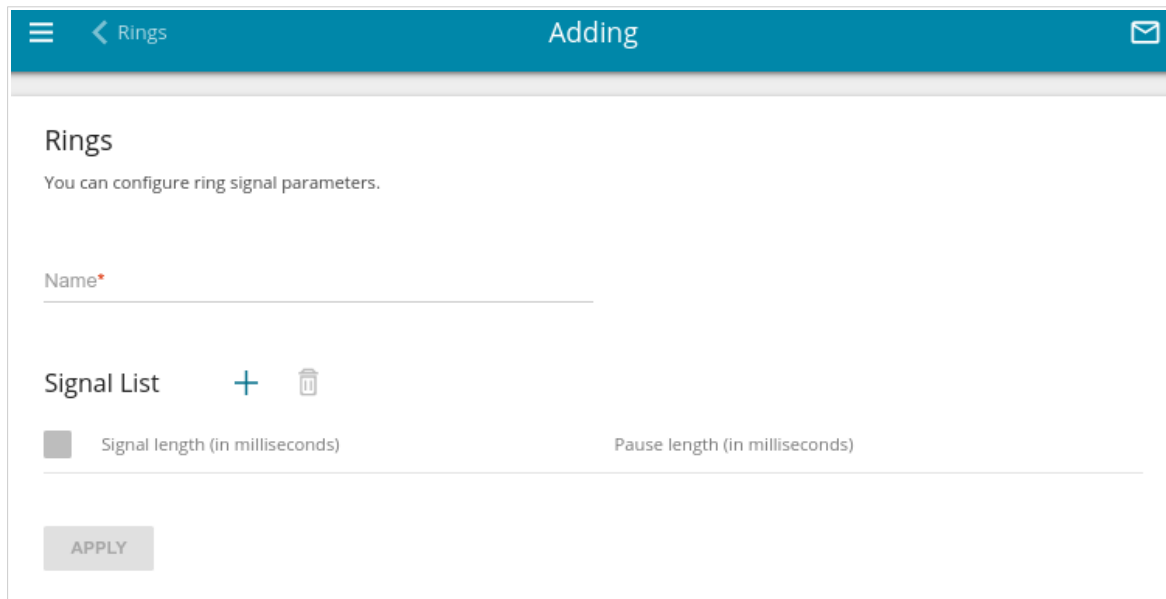 Rings
Adding
Rings
You can configure ring signal parameters.
Name*
Signal List
Signal length (in milliseconds) Pause length (in milliseconds)
APPLY